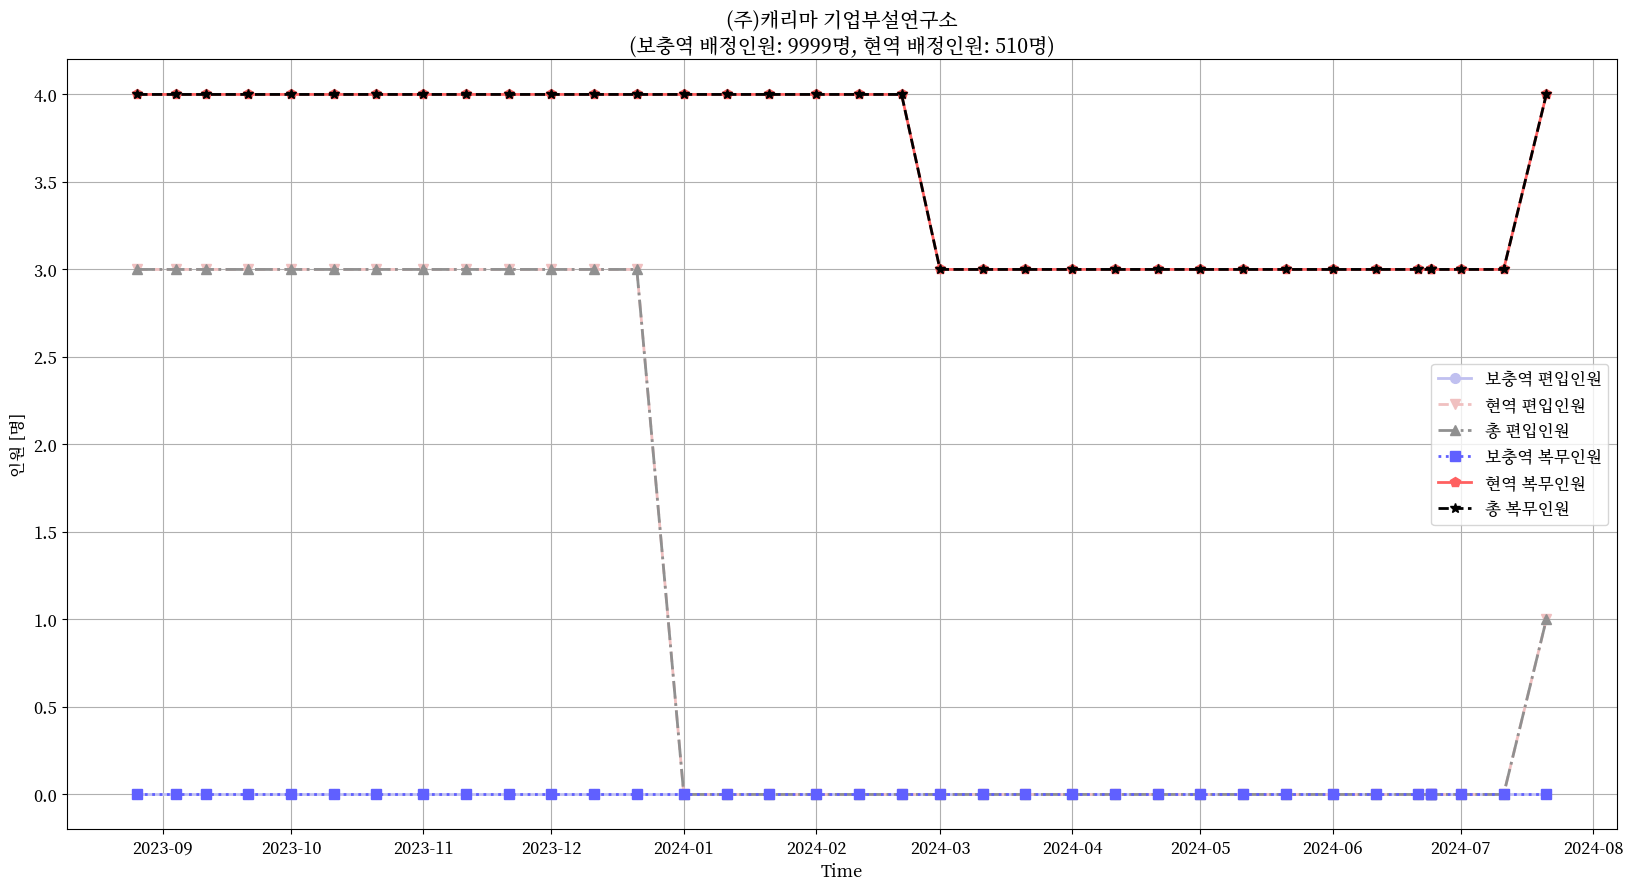 (주)캐리마 기업부설연구소
(보충역 배정인원: 9999명, 현역 배정인원: 510명)
4.0
3.5
3.0
2.5
2.0
1.5
1.0
0.5
0.0
인원 [명]
보충역 편입인원
현역 편입인원
총 편입인원
보충역 복무인원
현역 복무인원
총 복무인원
2023-09 2023-10 2023-11 2023-12 2024-01 2024-02 2024-03 2024-04 2024-05 2024-06 2024-07 2024-08
Time